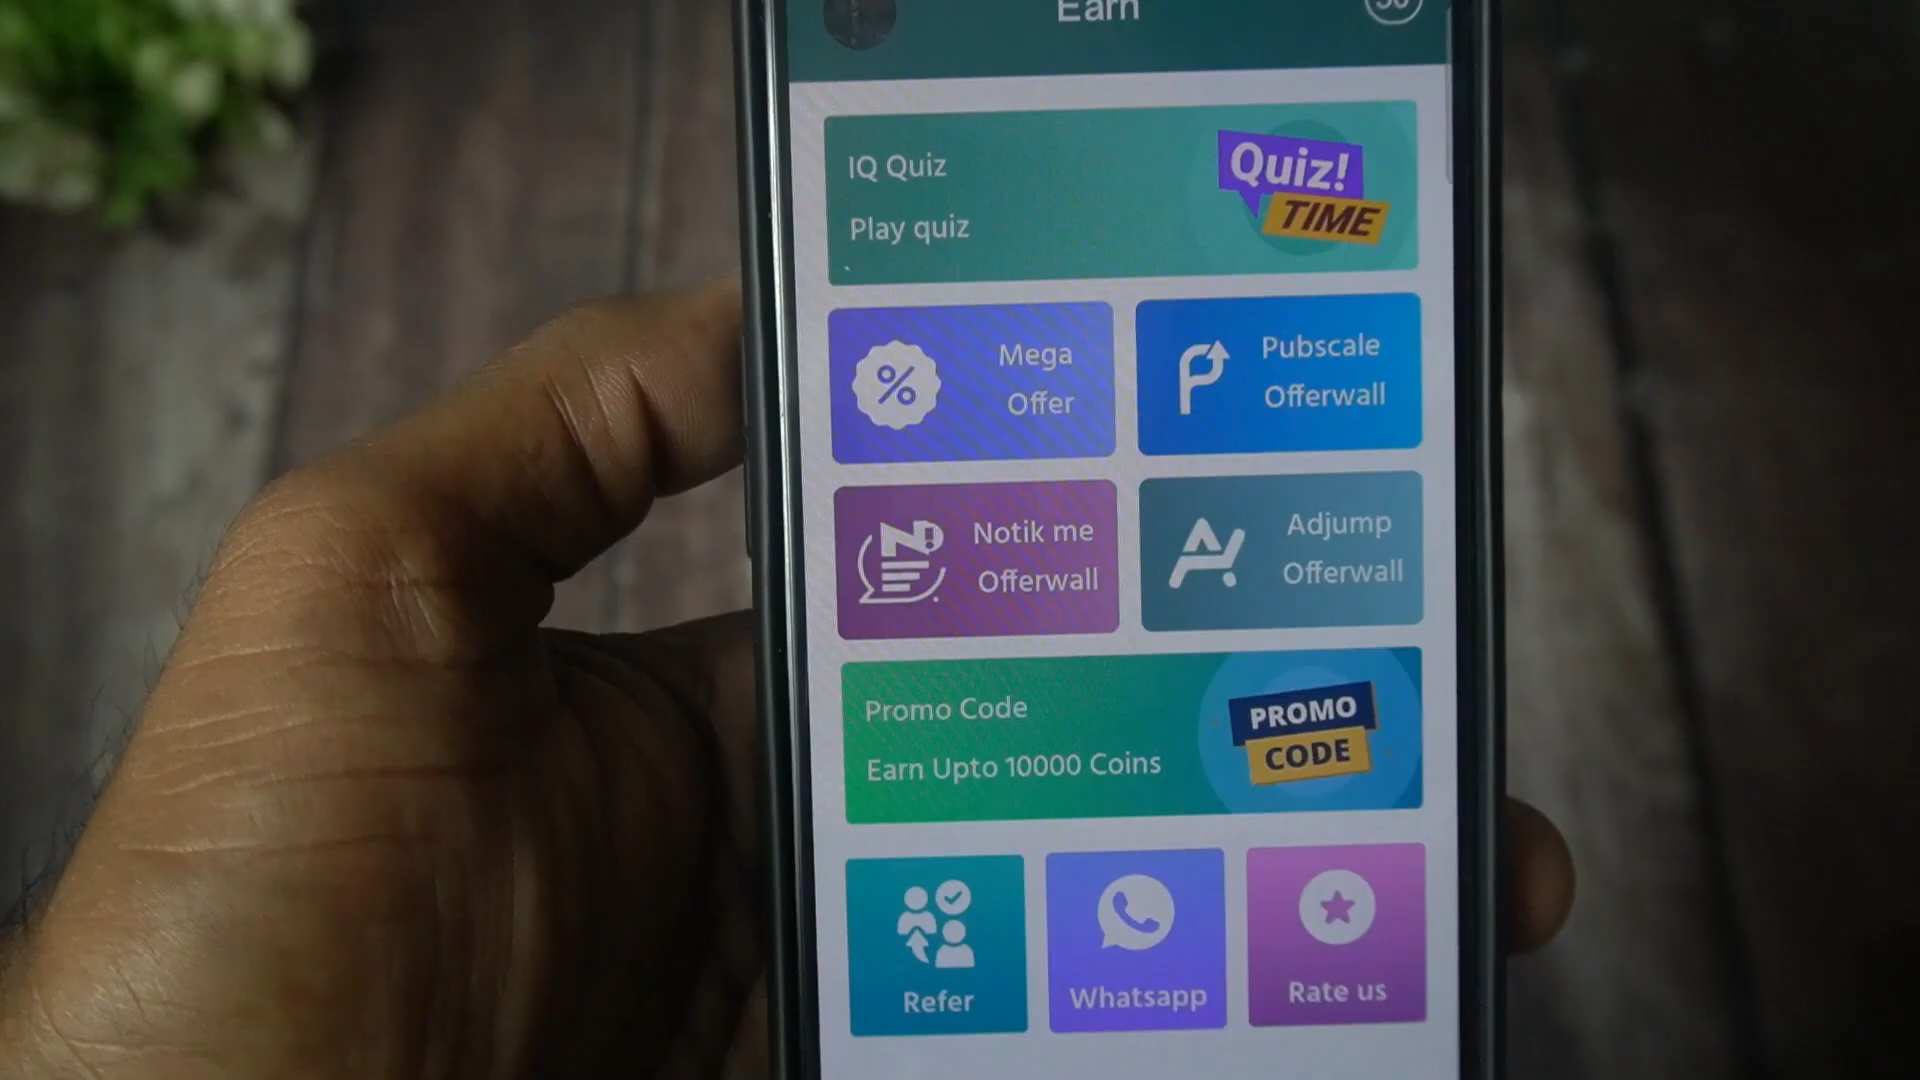 Earn
IQ Quiz
Play quiz
Quiz!
TIME
Mega
Offer
Pubscale
Offerwall
Notik me
Offerwall
Adjump
Offerwall
Promo Code
Earn Upto 10000 Coins
PROMO
CODE
Refer
Whatsapp
Rate us